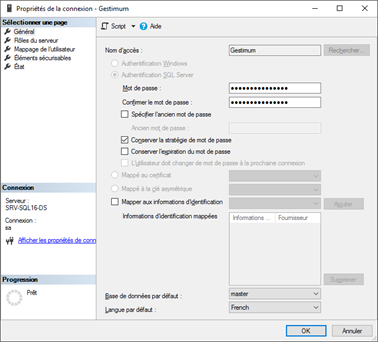 Propriétés de la connexion - Gestimum
Sélectionner une page
Général
Rôles du serveur
Mappage de l'utilisateur
Éléments sécurisables
État
Script
Aide
Nom d'accès :
Gestimum
Rechercher...
Authentification Windows
Authentification SQL Server
Mot de passe :
Confirmer le mot de passe :
Spécifier l'ancien mot de passe
Ancien mot de passe :
Conserver la stratégie de mot de passe
Conserver l'expiration du mot de passe
L'utilisateur doit changer de mot de passe à la prochaine connexion
Mappé au certificat
Mappé à la clé asymétrique
Mapper aux informations d'identification
Ajouter
Informations d'identification mappées
Informations ...
Fournisseur
Supprimer
Base de données par défaut :
master
Langue par défaut :
French
Connexion
Serveur :
SRV-SQL16-DS
Connexion :
sa
Afficher les propriétés de conn
Progression
Prêt
OK
Annuler